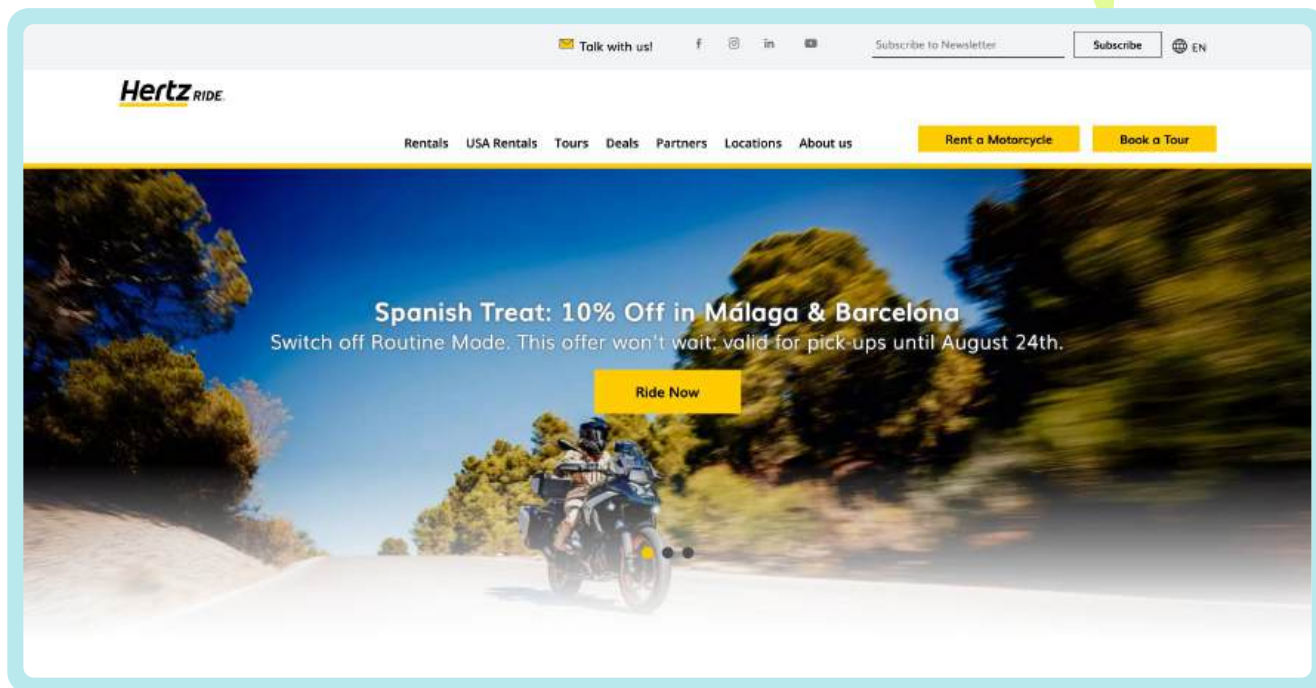 Talk with us!
Subscribe to Newsletter
Subscribe
EN
Hertz RIDE.
Rentals USA Rentals Tours Deals Partners Locations About us
Rent a Motorcycle
Book a Tour
Spanish Treat: 10% Off in Málaga & Barcelona
Switch off Routine Mode. This offer won't wait: valid for pick-ups until August 24th.
Ride Now